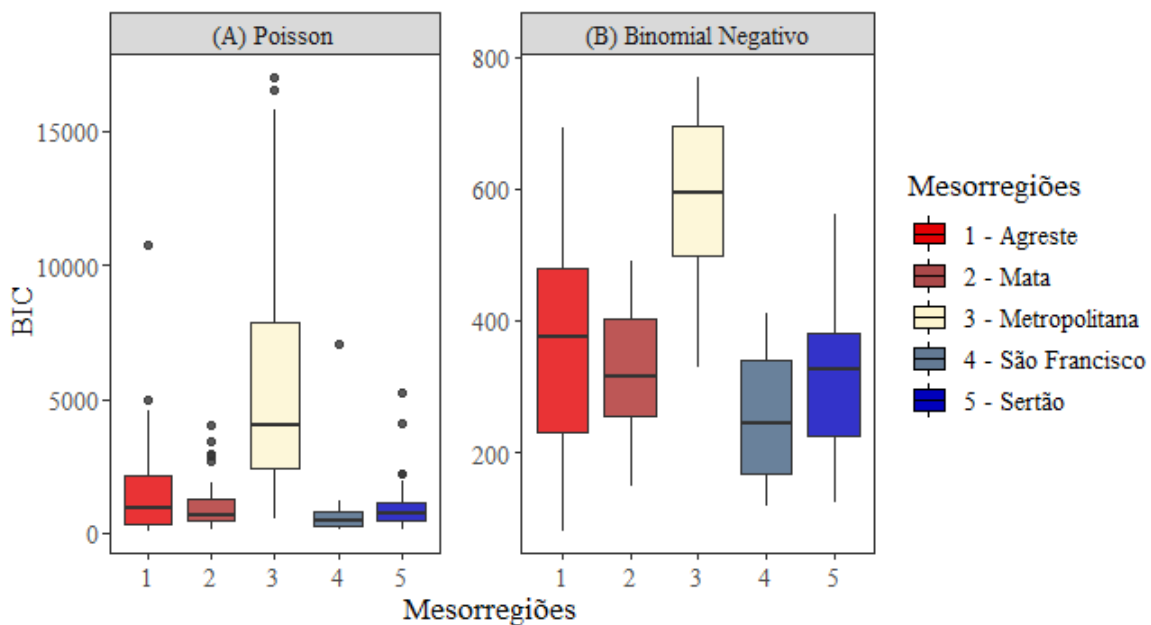 (A) Poisson
(B) Binomial Negativo
BIC
15000
10000
5000
0
800
600
400
200
1 2 3 4 5
1 2 3 4 5
Mesorregiões
Mesorregiões
1 - Agreste
2 - Mata
3 - Metropolitana
4 - São Francisco
5 - Sertão